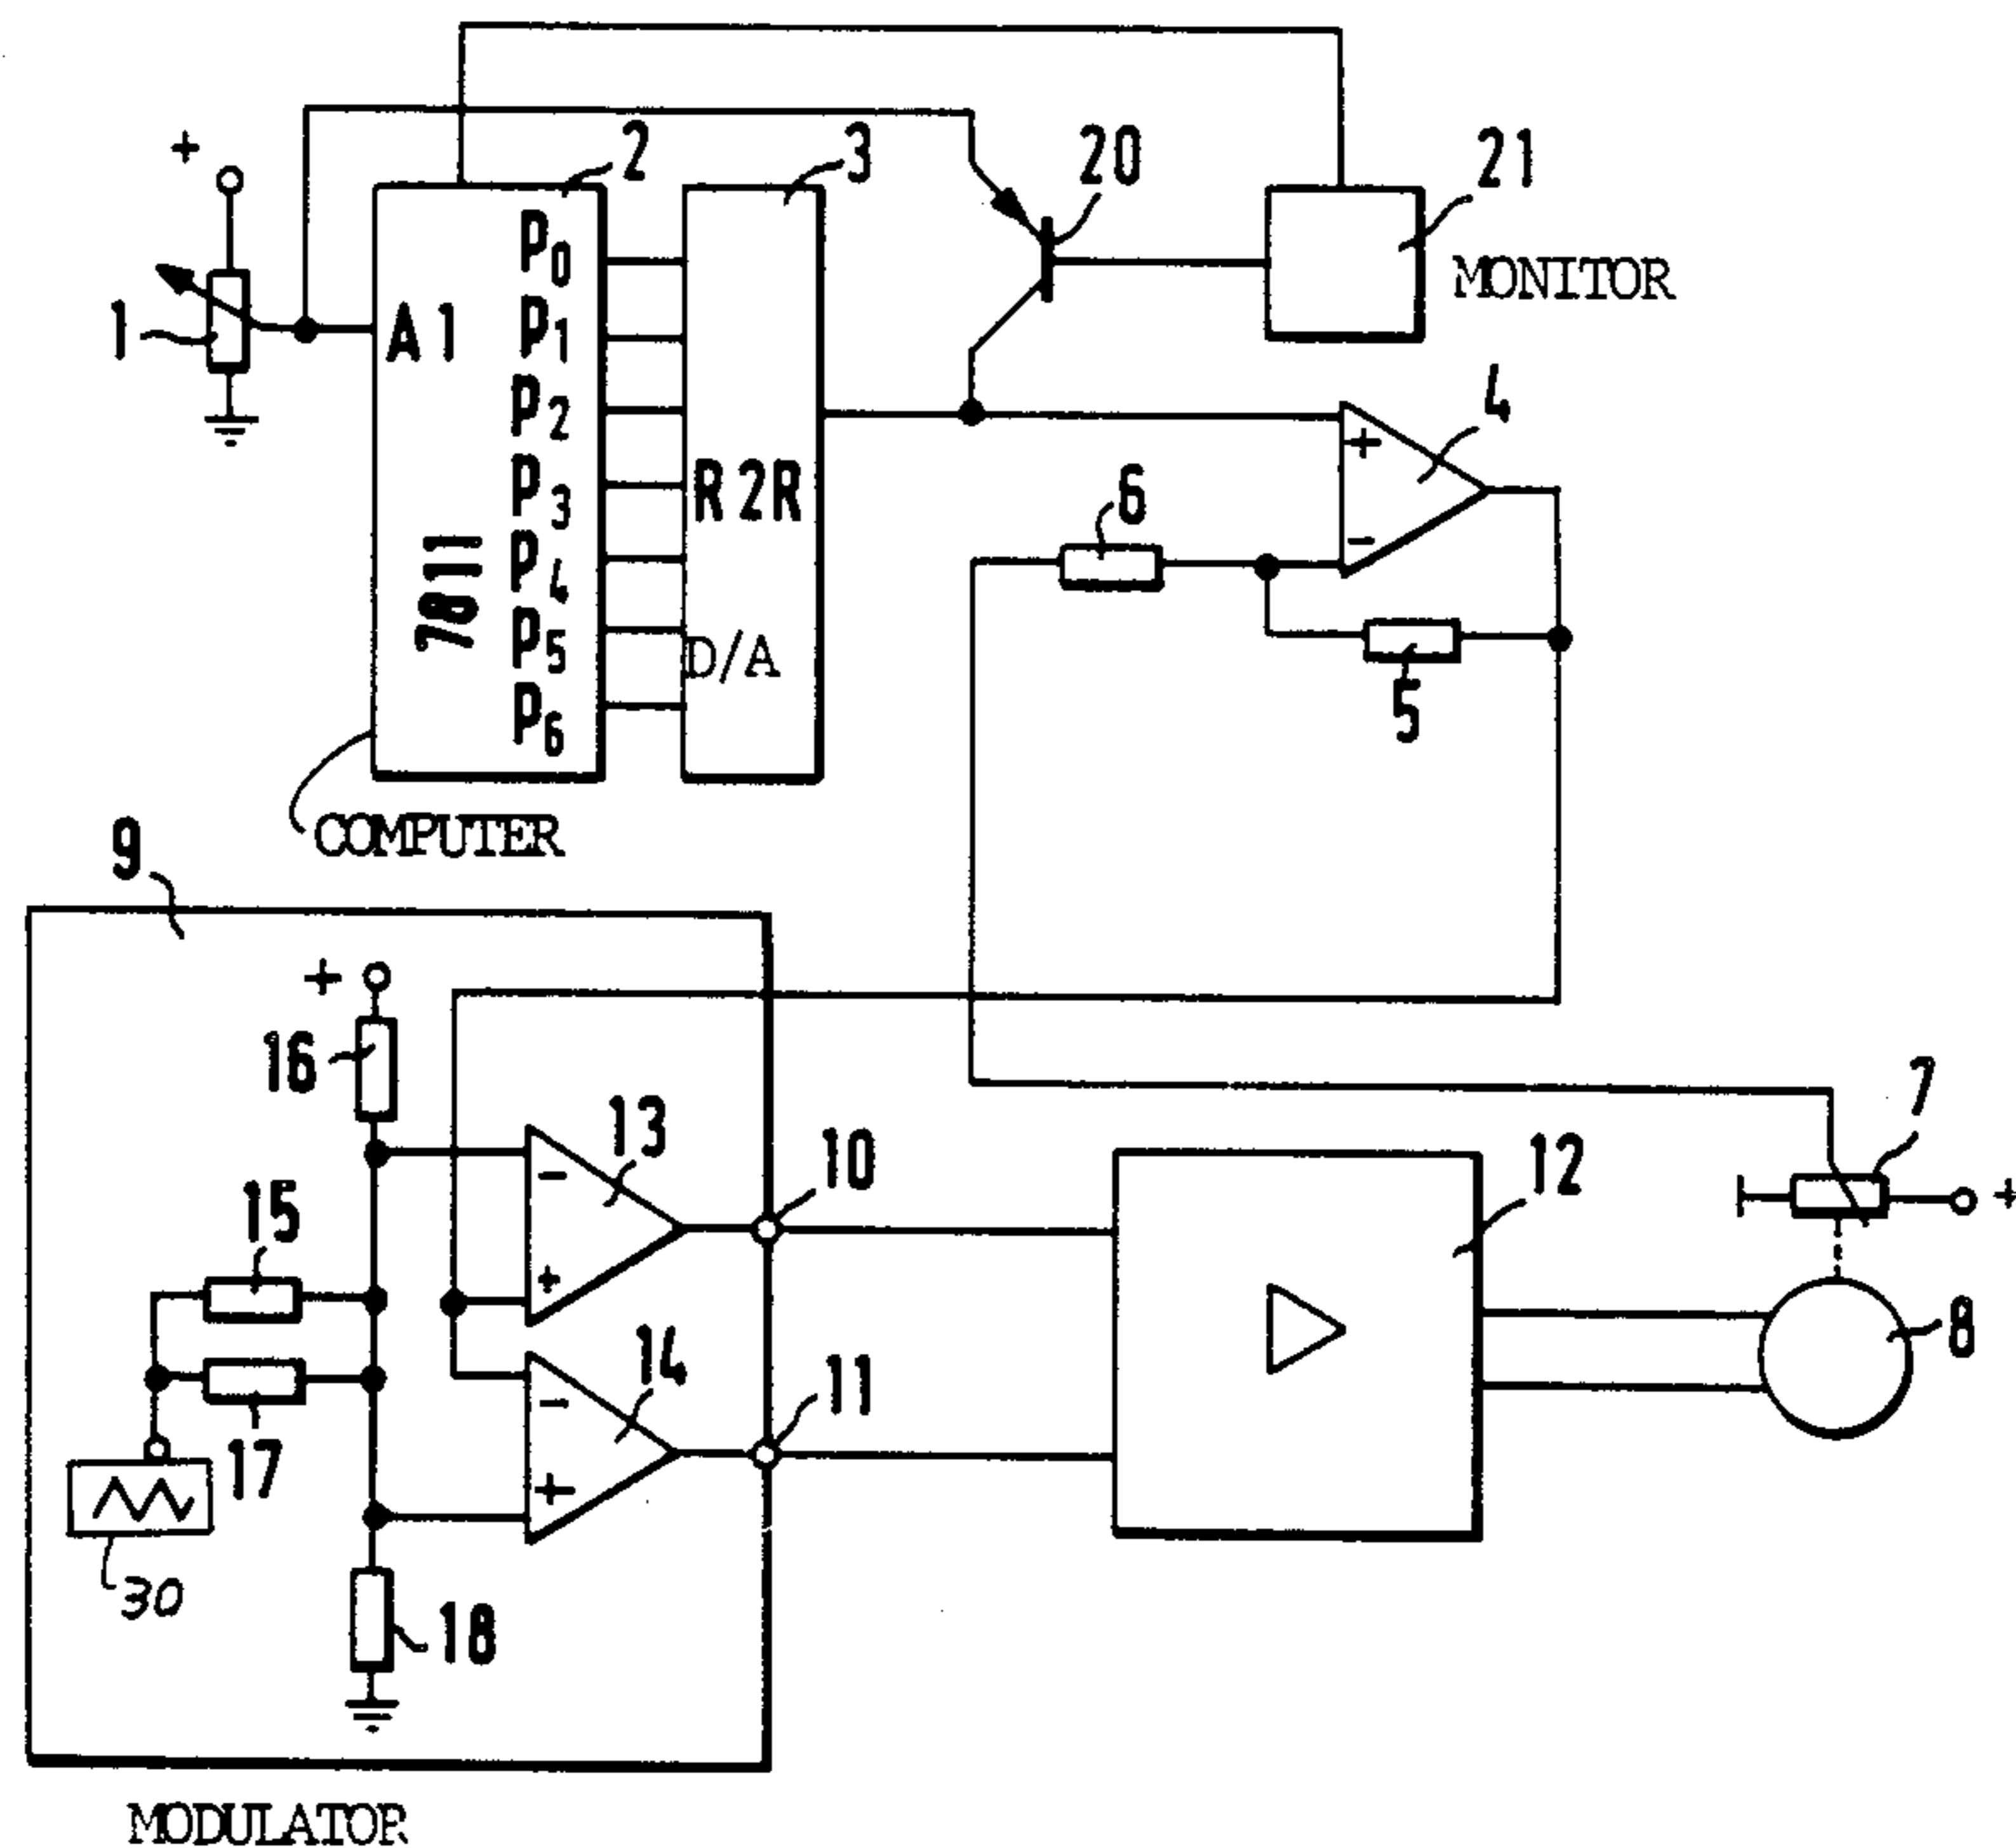 +
1
2
3
20
21
MONITOR
A1
P0
P1
P2
P3
P4
P5
P6
7811
R2R
D/A
COMPUTER
4
+
-
6
5
9
+
16
13
-
+
10
15
14
-
+
11
17
30
18
12
7
+
8
MODULATOR